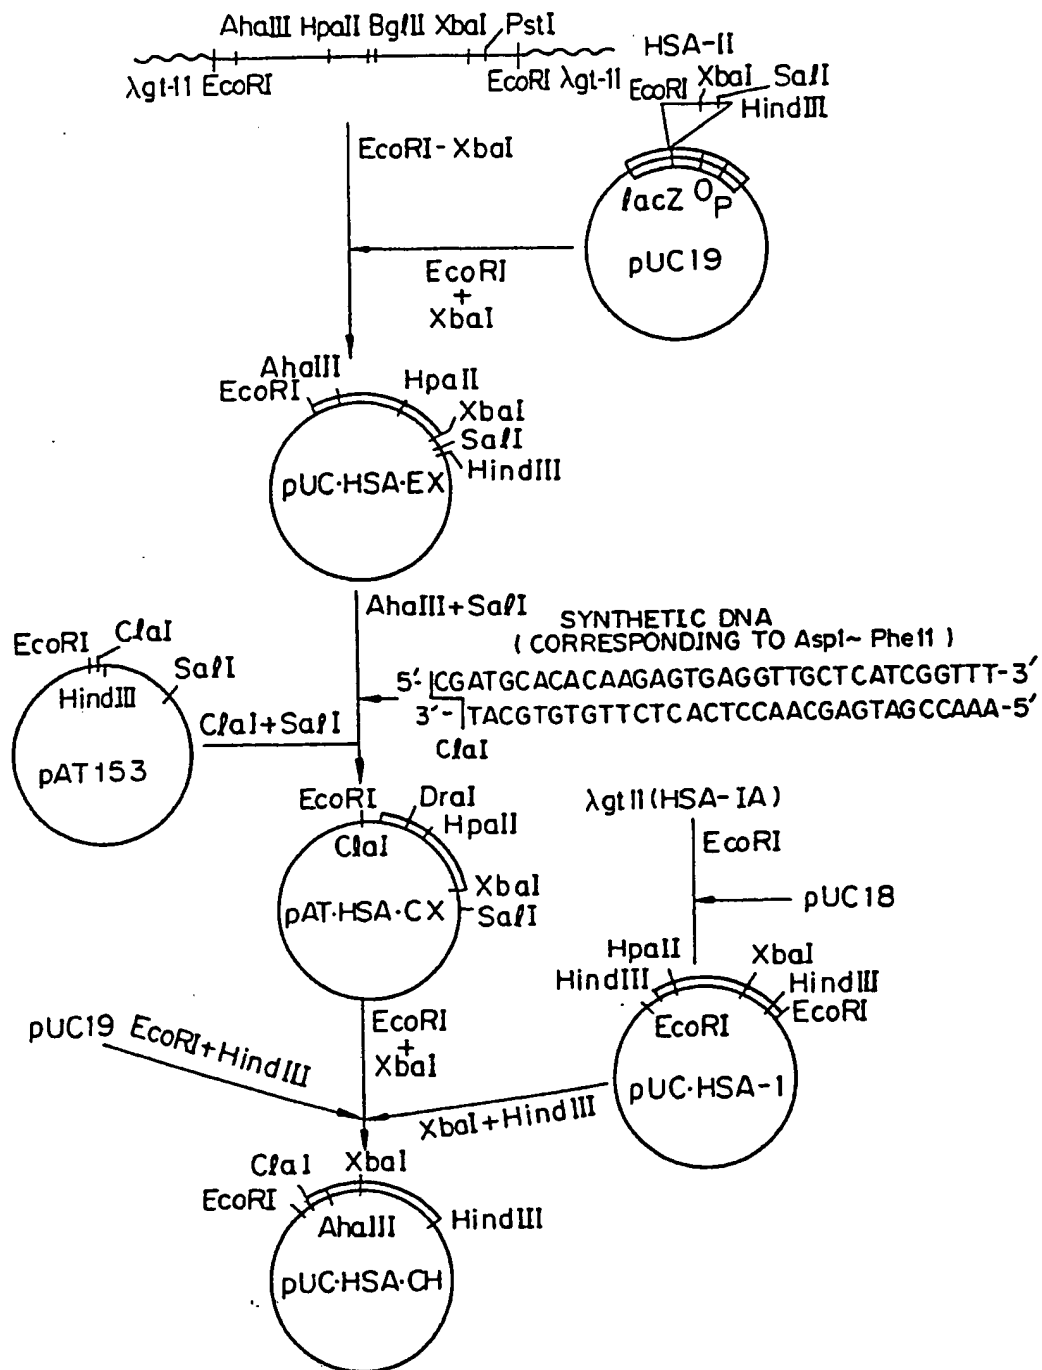 AhaIII HpaII BglII XbaI PstI
λgt-11 EcoRI
EcoRI λgt-11
HSA-II
EcoRI XbaI SalI
HindIII
EcoRI-XbaI
lacZ O P
pUC19
EcoRI
+
XbaI
AhaIII
EcoRI
HpaII
XbaI
SalI
HindIII
pUC·HSA·EX
AhaIII+SalI
SYNTHETIC DNA
(CORRESPONDING TO Asp1~ Phe11)
5'- CGATGCACACAAGAGTGAGGTTGCTCATCGGTTT-3'
3'- TACGTGTGTTCTCACTCCAACGAGTAGCCAAA-5'
ClaI
EcoRI ClaI
SalI
HindIII
ClaI+SalI
pAT153
EcoRI
DraI
HpaII
ClaI
XbaI
SalI
pAT·HSA·CX
λgt11(HSA-IA)
EcoRI
pUC18
HpaII
XbaI
HindIII
HindIII
EcoRI
EcoRI
pUC·HSA-1
EcoRI
+
XbaI
pUC19 EcoRI+HindIII
XbaI+HindIII
ClaI XbaI
EcoRI
AhaIII
HindIII
pUC·HSA·CH